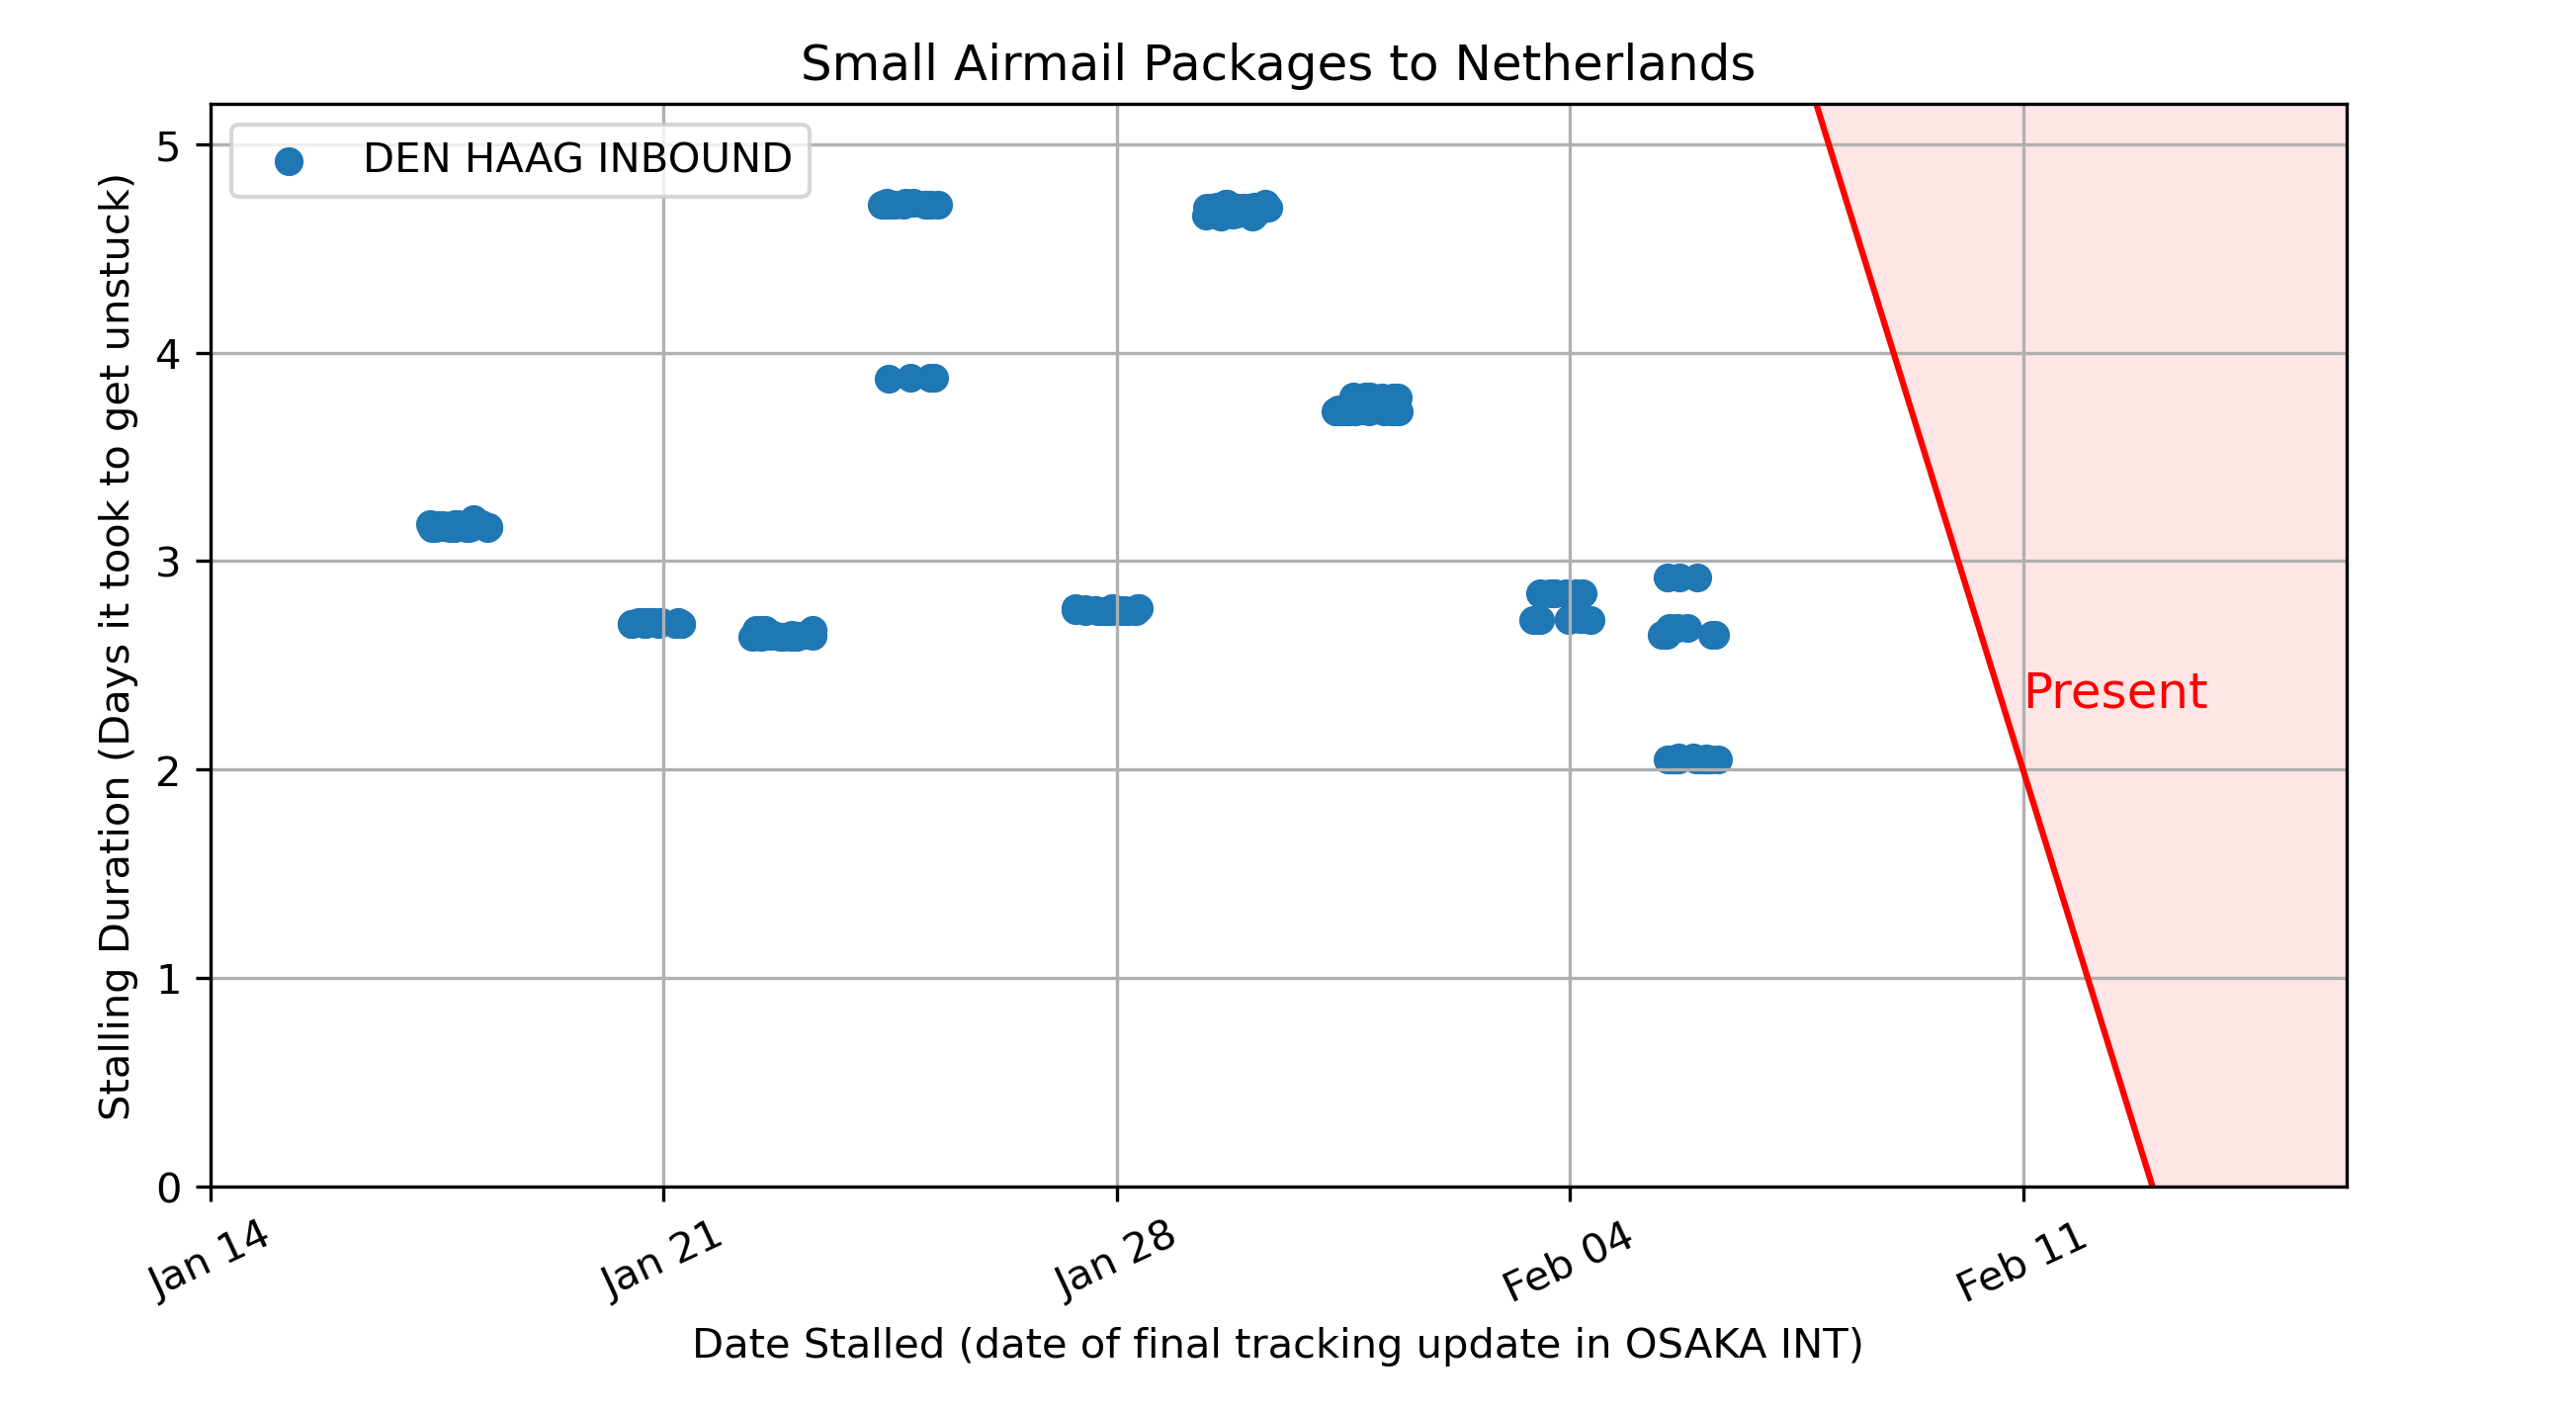 Small Airmail Packages to Netherlands
DEN HAAG INBOUND
Stalling Duration (Days it took to get unstuck)
5
4
3
2
1
0
Present
Jan 14
Jan 21
Jan 28
Feb 04
Feb 11
Date Stalled (date of final tracking update in OSAKA INT)